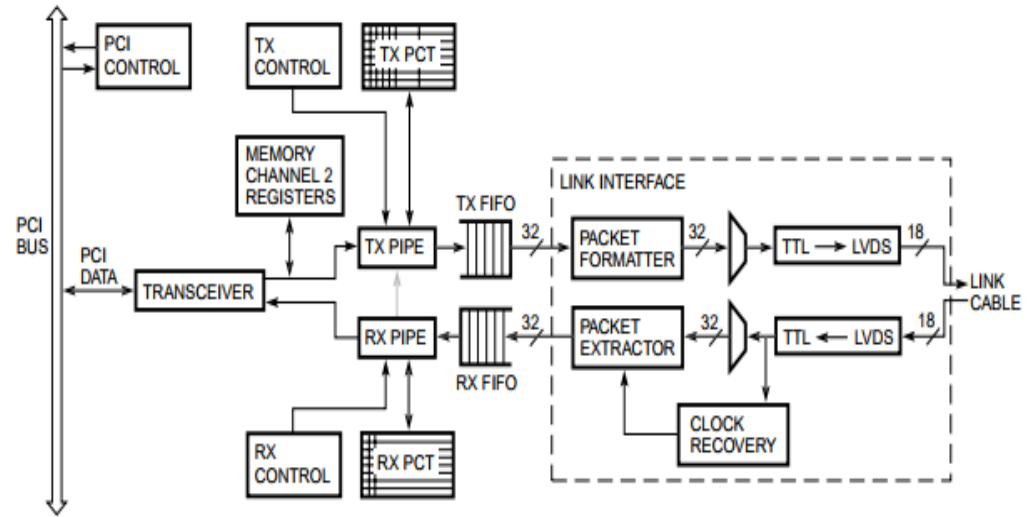 PCI
CONTROL
TX
CONTROL
TX PCT
MEMORY
CHANNEL 2
REGISTERS
LINK INTERFACE
TX FIFO
PCI
BUS
PCI
DATA
TRANSCEIVER
TX PIPE
32
PACKET
FORMATTER
32
TTL
LVDS
18
LINK
CABLE
RX PIPE
RX FIFO
32
PACKET
EXTRACTOR
32
TTL
LVDS
18
CLOCK
RECOVERY
RX
CONTROL
RX PCT